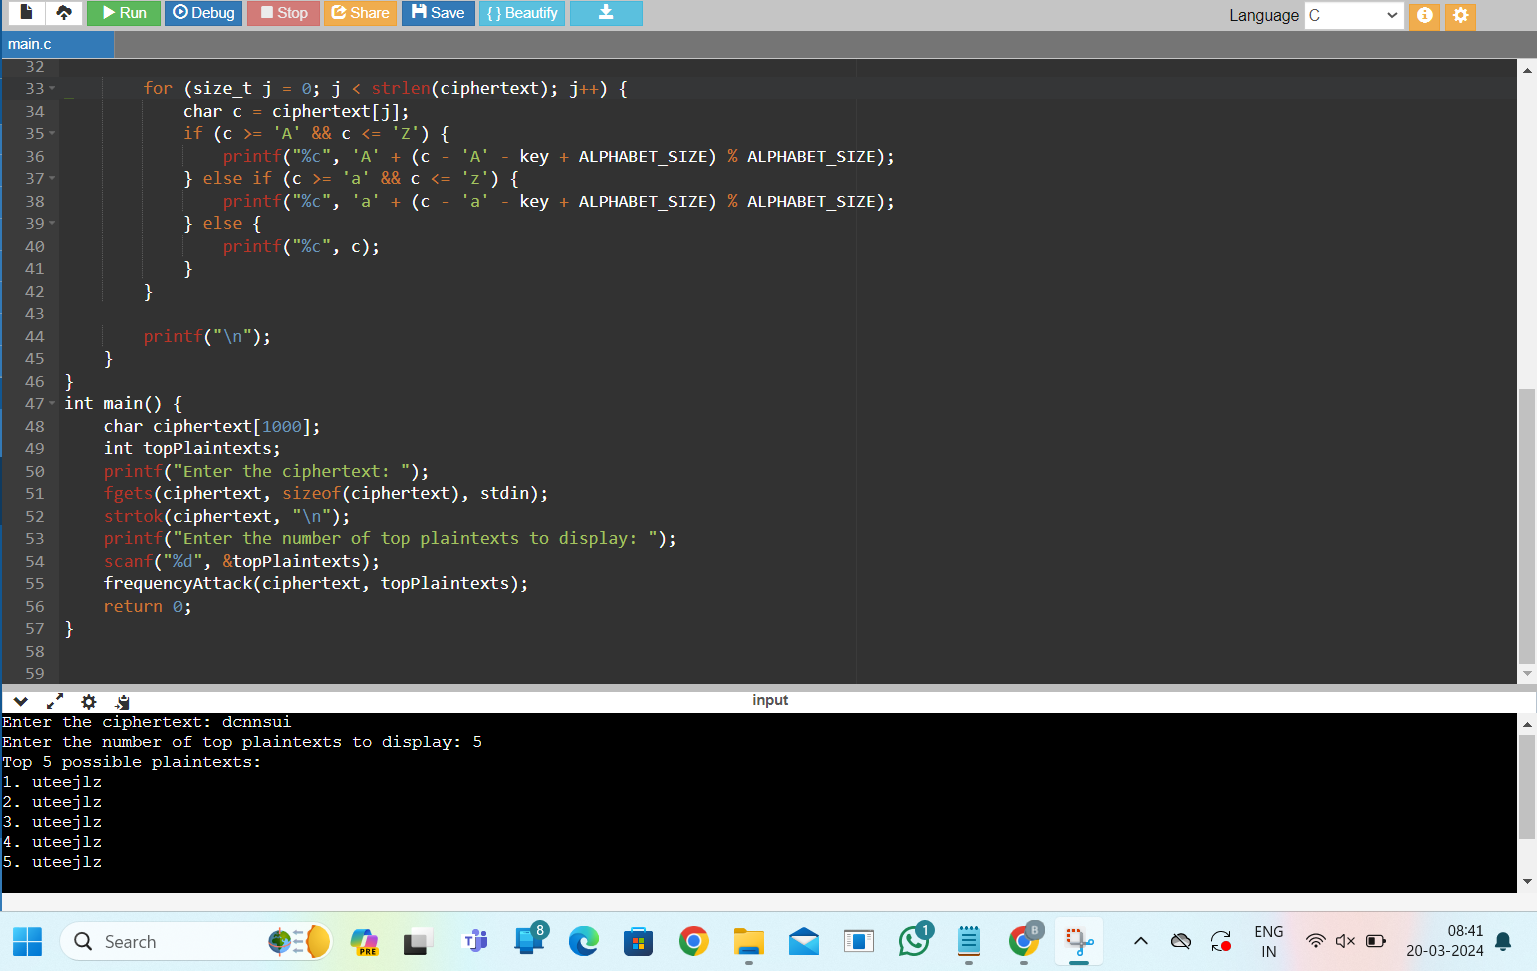 Run Debug Stop Share Save { } Beautify Language C
main.c
32
33 for (size_t j = 0; j < strlen(ciphertext); j++) {
34 char c = ciphertext[j];
35 if (c >= 'A' && c <= 'Z') {
36 printf("%c", 'A' + (c - 'A' - key + ALPHABET_SIZE) % ALPHABET_SIZE);
37 } else if (c >= 'a' && c <= 'z') {
38 printf("%c", 'a' + (c - 'a' - key + ALPHABET_SIZE) % ALPHABET_SIZE);
39 } else {
40 printf("%c", c);
41 }
42 }
43
44 printf("\n");
45 }
46 }
47 int main() {
48 char ciphertext[1000];
49 int topPlaintexts;
50 printf("Enter the ciphertext: ");
51 fgets(ciphertext, sizeof(ciphertext), stdin);
52 strtok(ciphertext, "\n");
53 printf("Enter the number of top plaintexts to display: ");
54 scanf("%d", &topPlaintexts);
55 frequencyAttack(ciphertext, topPlaintexts);
56 return 0;
57 }
58
59
input
Enter the ciphertext: dcnnsui
Enter the number of top plaintexts to display: 5
Top 5 possible plaintexts:
1. uteejlz
2. uteejlz
3. uteejlz
4. uteejlz
5. uteejlz
Search PRE 8 1 B ENG IN 08:41
20-03-2024